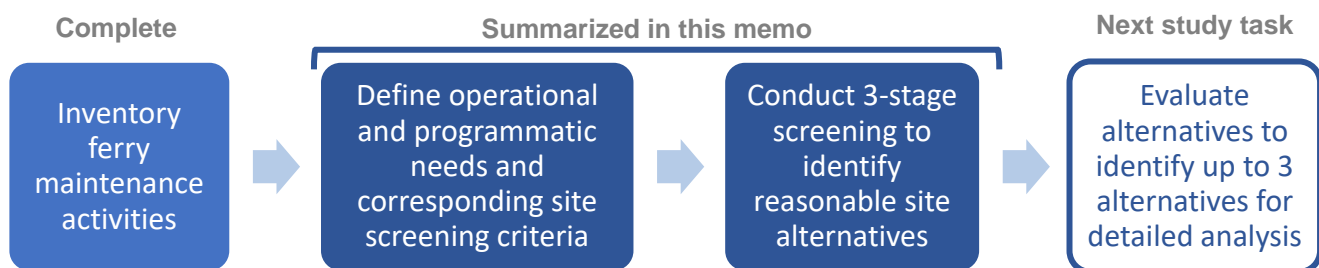 Complete
Summarized in this memo
Next study task
Inventory
ferry
maintenance
activities
Define operational
and programmatic
needs and
corresponding site
screening criteria
Conduct 3-stage
screening to
identify
reasonable site
alternatives
Evaluate
alternatives to
identify up to 3
alternatives for
detailed analysis